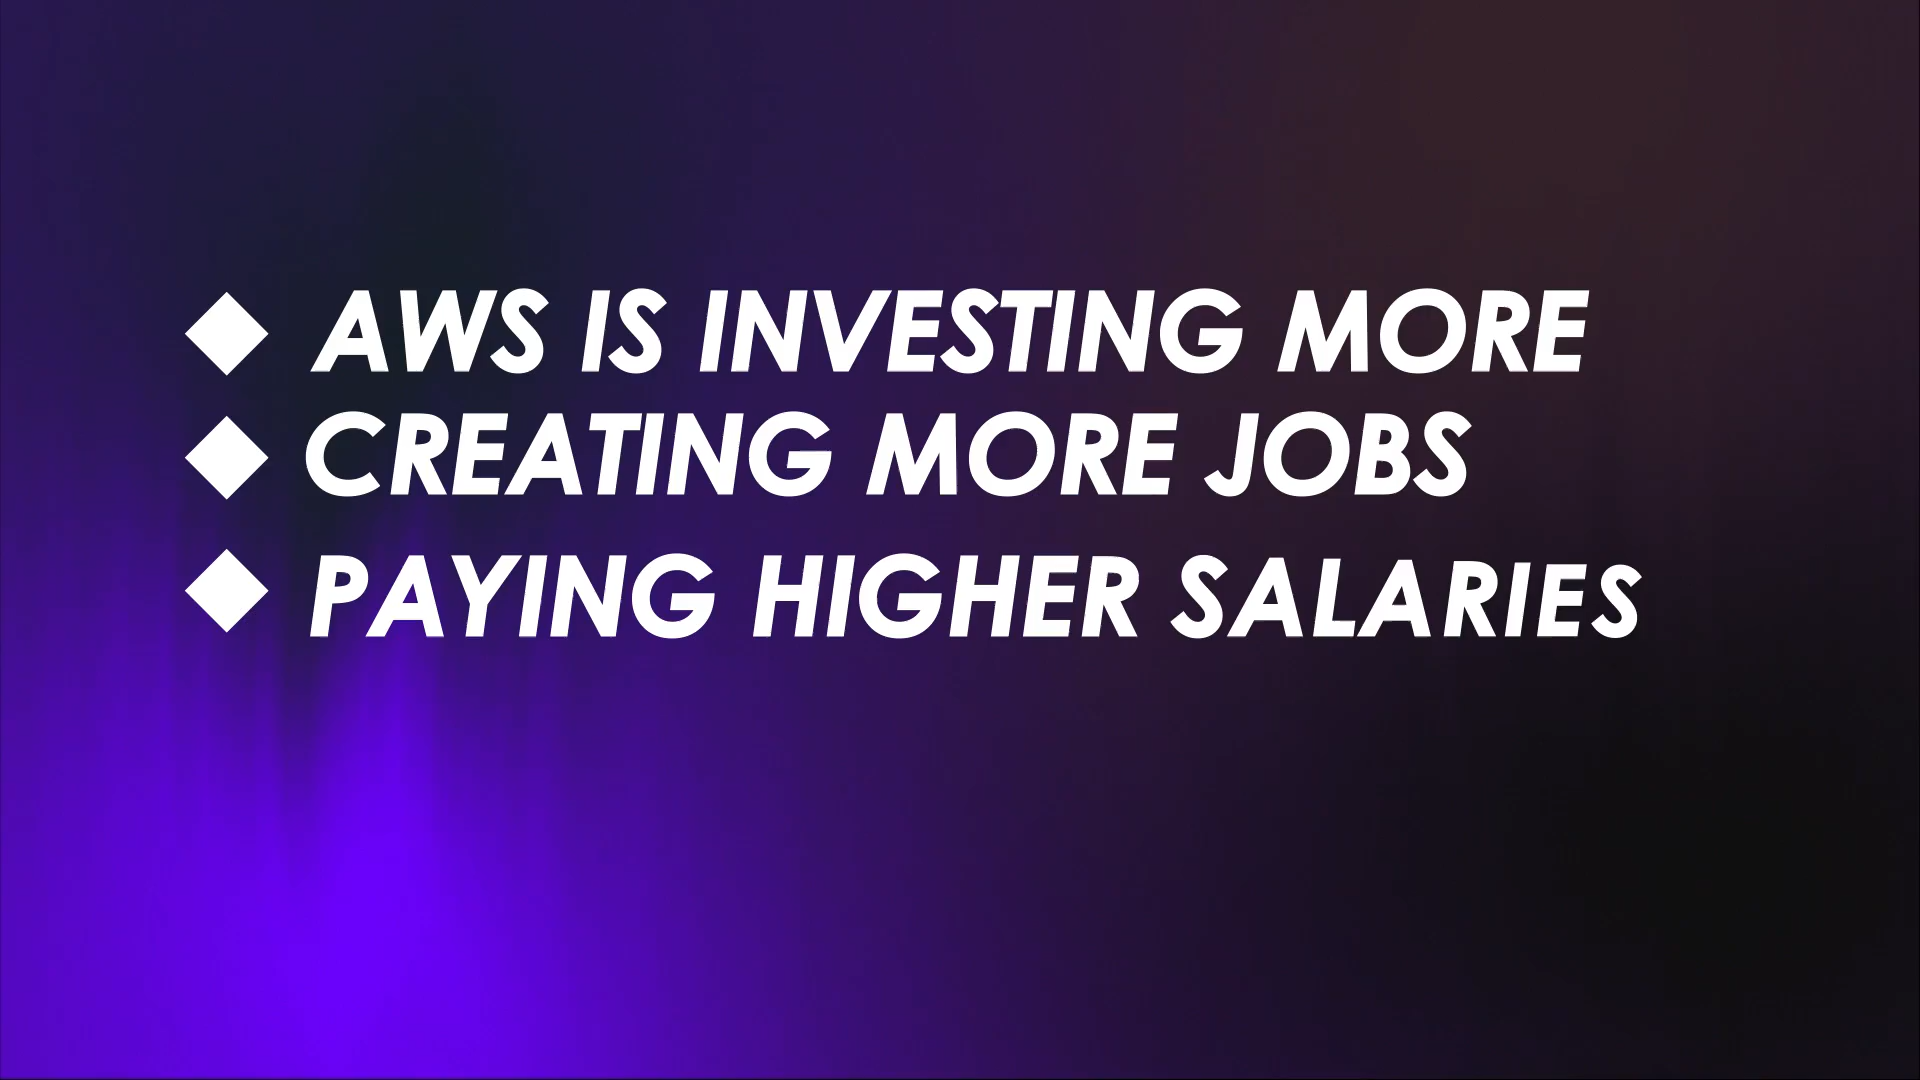 ◆ AWS IS INVESTING MORE
◆ CREATING MORE JOBS
◆ PAYING HIGHER SALARIES